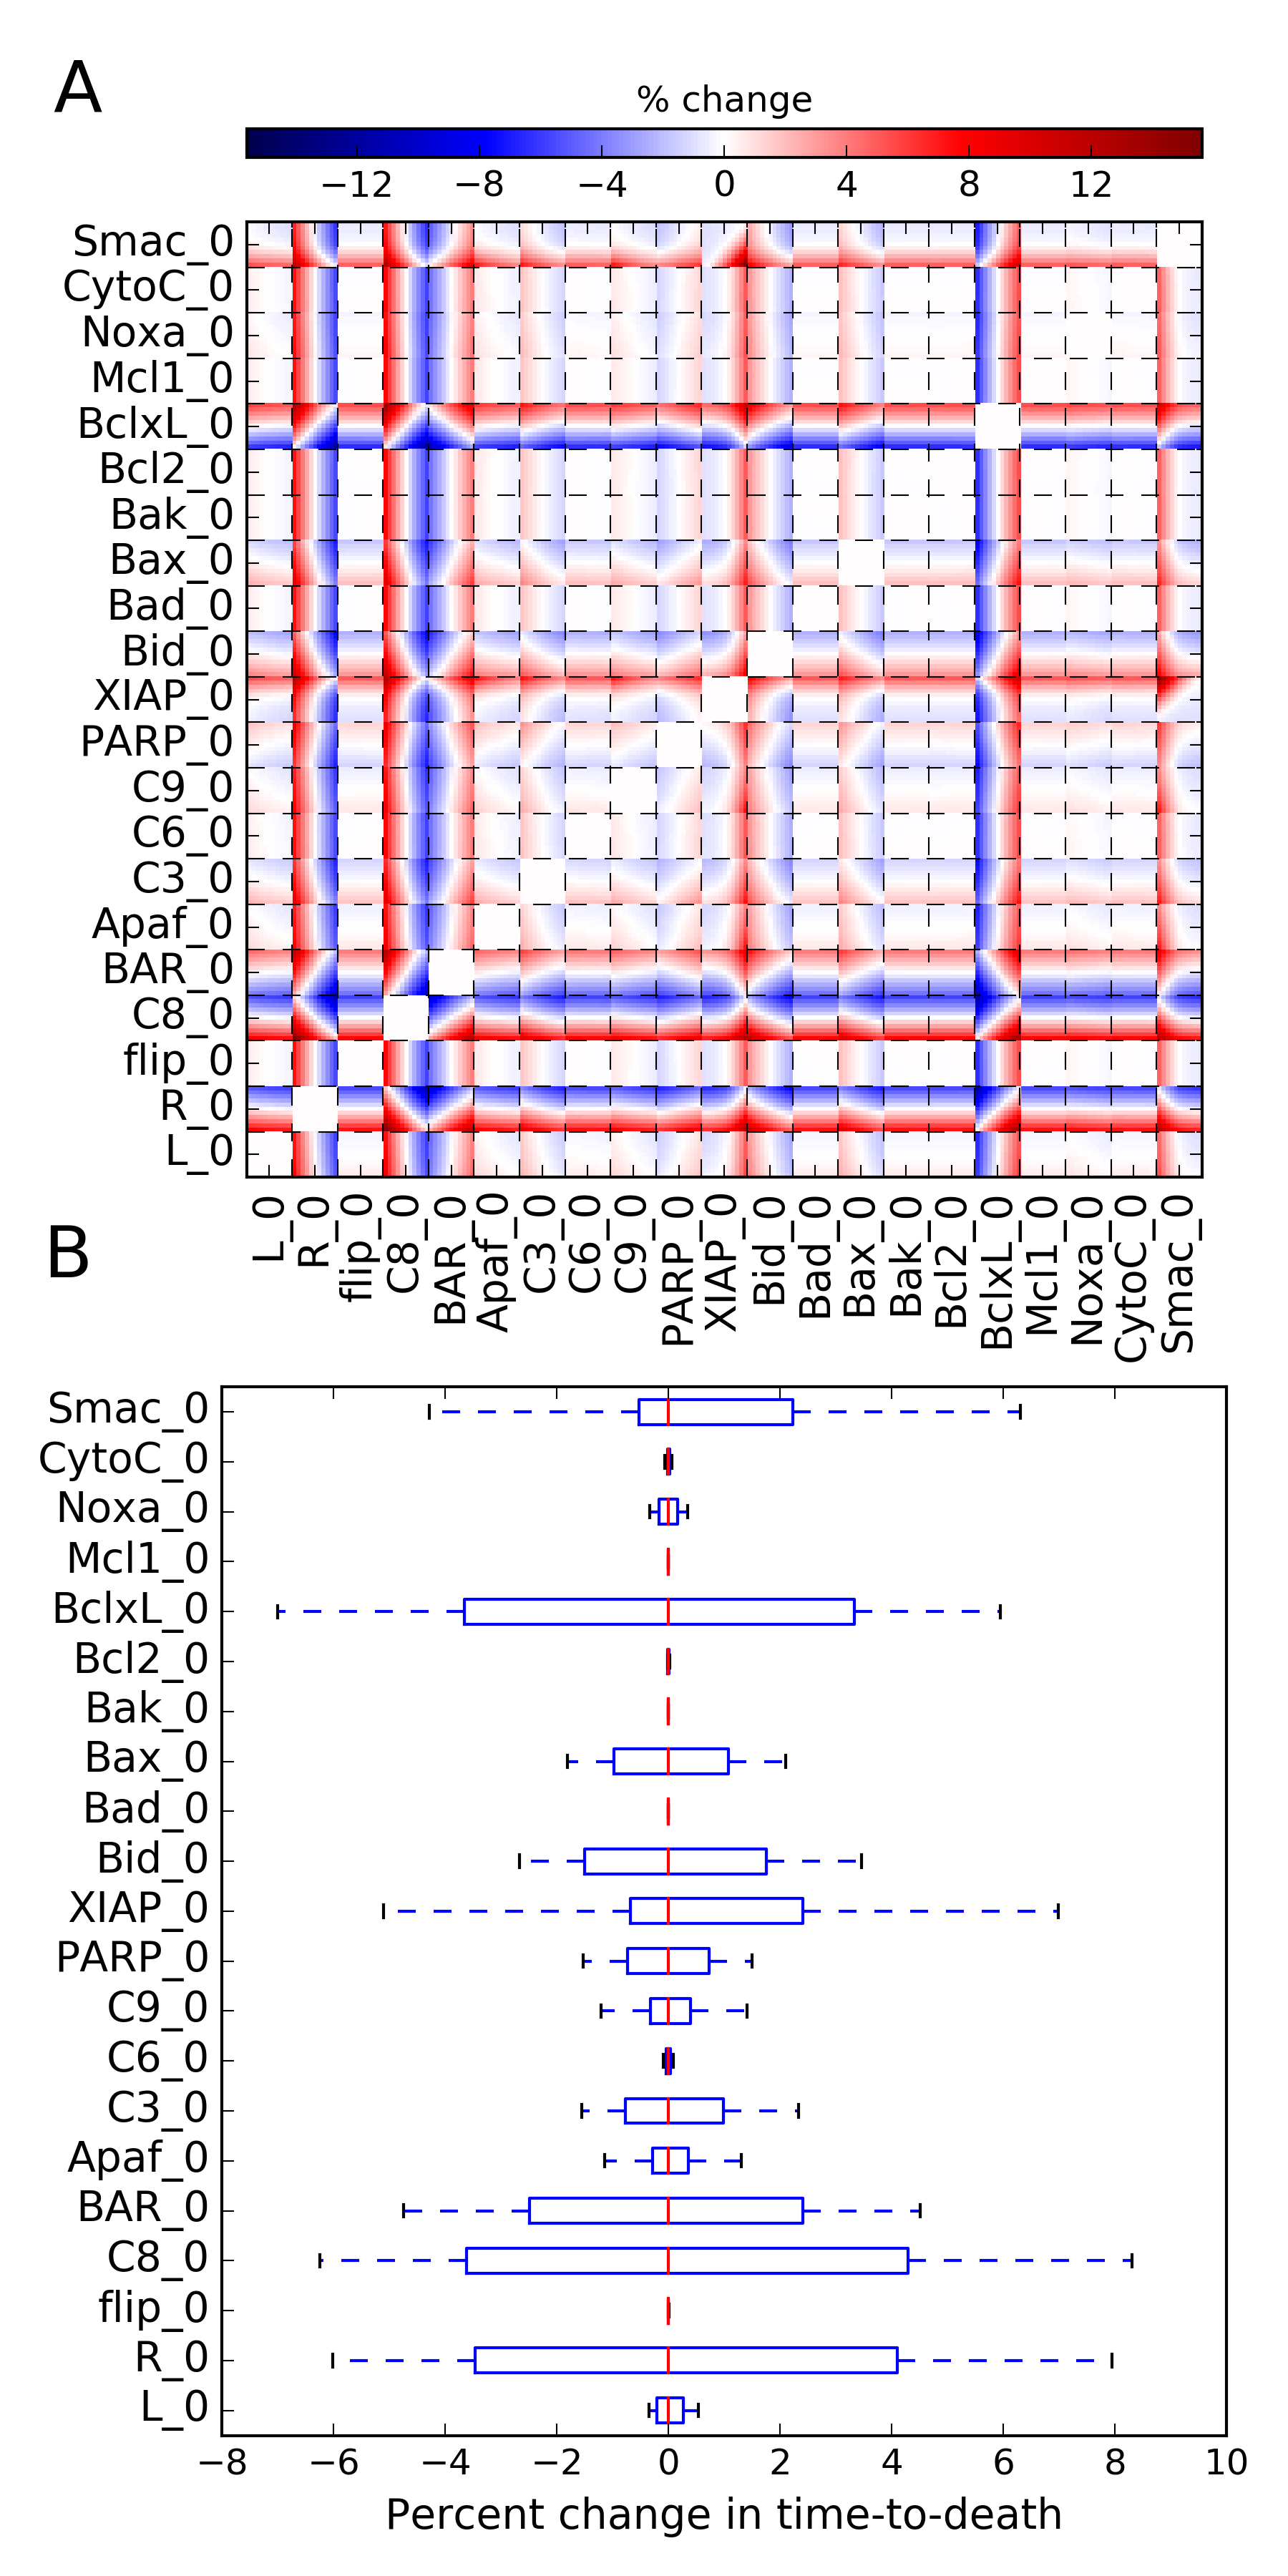 A
% change
−12 −8 −4 0 4 8 12
Smac_0
CytoC_0
Noxa_0
Mcl1_0
BclxL_0
Bcl2_0
Bak_0
Bax_0
Bad_0
Bid_0
XIAP_0
PARP_0
C9_0
C6_0
C3_0
Apaf_0
BAR_0
C8_0
flip_0
R_0
L_0
L_0 R_0 flip_0 C8_0 BAR_0 Apaf_0 C3_0 C6_0 C9_0 PARP_0 XIAP_0 Bid_0 Bad_0 Bax_0 Bak_0 Bcl2_0 BclxL_0 Mcl1_0 Noxa_0 CytoC_0 Smac_0
B
Smac_0
CytoC_0
Noxa_0
Mcl1_0
BclxL_0
Bcl2_0
Bak_0
Bax_0
Bad_0
Bid_0
XIAP_0
PARP_0
C9_0
C6_0
C3_0
Apaf_0
BAR_0
C8_0
flip_0
R_0
L_0
−8 −6 −4 −2 0 2 4 6 8 10
Percent change in time-to-death